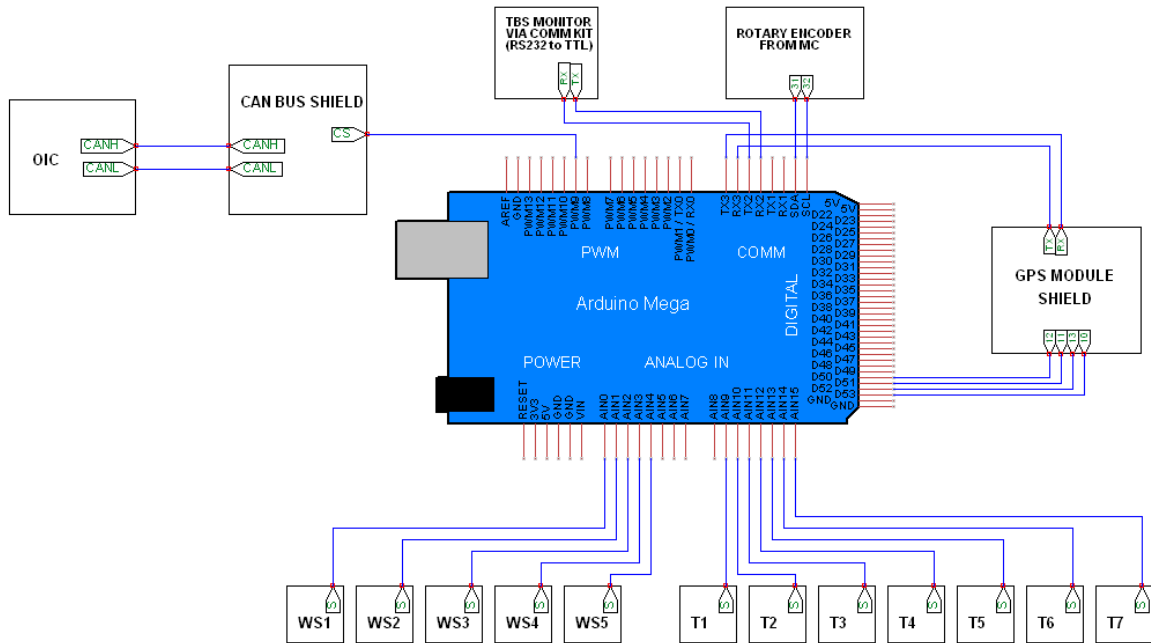 TBS MONITOR
VIA COMM KIT
(RS232 to TTL)
Rx
Tx
ROTARY ENCODER
FROM MC
31
32
CAN BUS SHIELD
CS
CANH
CANL
OIC
CANH
CANL
AREF
GND
PWM13
PWM12
PWM11
PWM10
PWM9
PWM8
PWM7
PWM6
PWM5
PWM4
PWM3
PWM2
PWM1 / TX0
PWM0 / RX0
TX3
RX3
TX2
RX2
TX1
RX1
SDA
SCL
PWM
COMM
Arduino Mega
DIGITAL
POWER
ANALOG IN
5V
5V
D22
D23
D24
D25
D26
D27
D28
D29
D30
D31
D32
D33
D34
D35
D36
D37
D38
D39
D40
D41
D42
D43
D44
D45
D46
D47
D48
D49
D50
D51
D52
D53
GND
GND
Tx
Rx
GPS MODULE
SHIELD
12
11
13
10
RESET
3V3
5V
GND
GND
VIN
AIN0
AIN1
AIN2
AIN3
AIN4
AIN5
AIN6
AIN7
AIN8
AIN9
AIN10
AIN11
AIN12
AIN13
AIN14
AIN15
S
S
S
S
S
S
S
S
S
S
S
S
WS1
WS2
WS3
WS4
WS5
T1
T2
T3
T4
T5
T6
T7